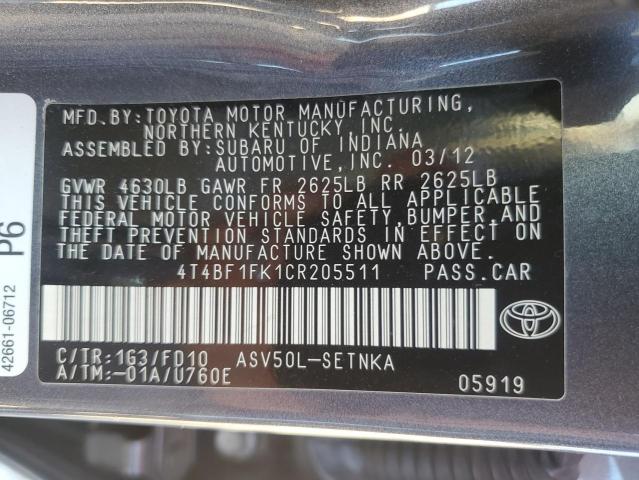 MFD.BY:TOYOTA MOTOR MANUFACTURING,
NORTHERN KENTUCKY,INC.
ASSEMBLED BY:SUBARU OF INDIANA
AUTOMOTIVE,INC. 03/12
GVWR 4630LB GAWR FR 2625LB RR 2625LB
THIS VEHICLE CONFORMS TO ALL APPLICABLE
FEDERAL MOTOR VEHICLE SAFETY,BUMPER,AND
THEFT PREVENTION STANDARDS IN EFFECT ON
THE DATE OF MANUFACTURE SHOWN ABOVE.
4T4BF1FK1CR205511 PASS.CAR
C/TR:1G3/FD10 ASV50L-SETNKA
A/TM:-01A/U760E
05919
P6
42661-06712